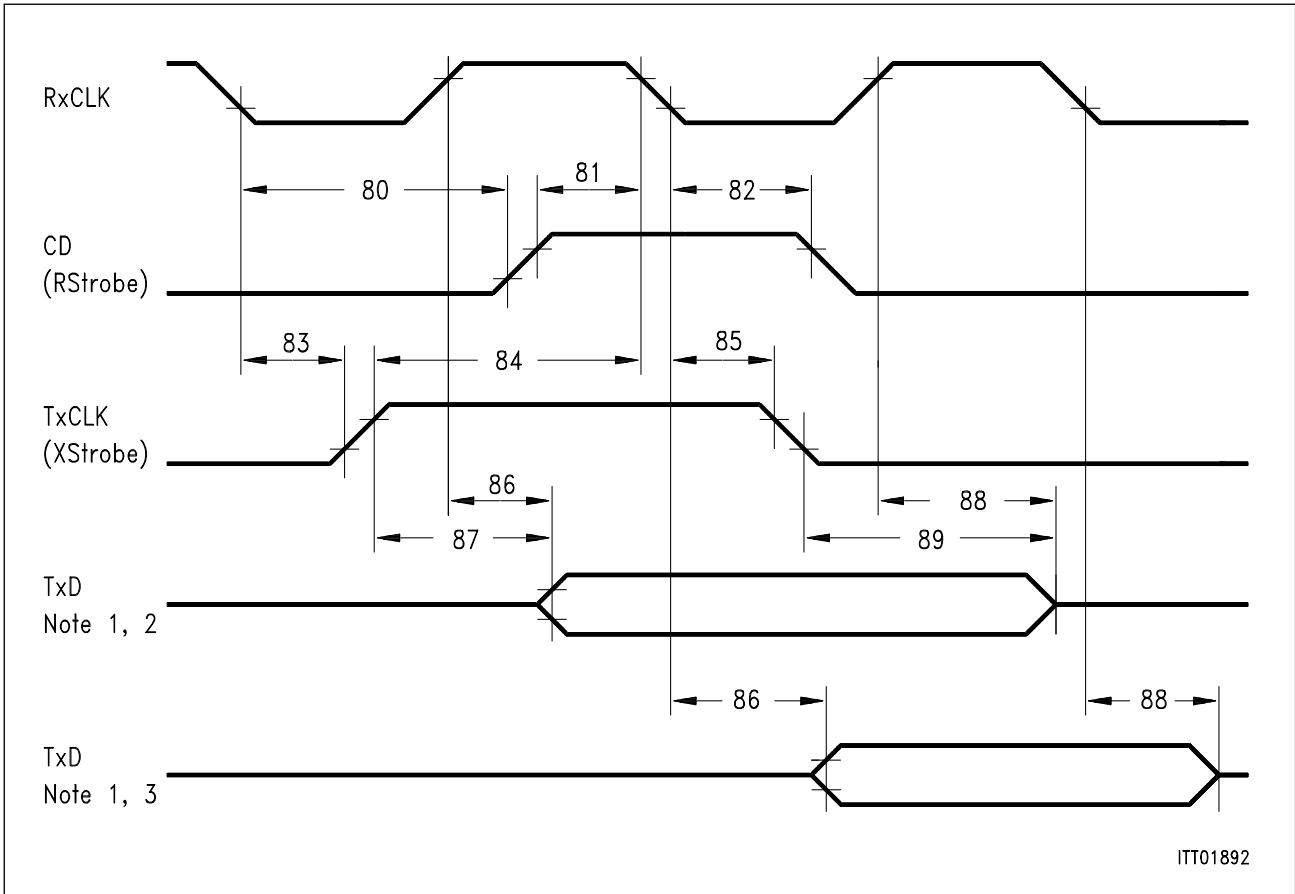 RxCLK
80
81
82
CD
(RStrobe)
83
84
85
TxCLK
(XStrobe)
86
88
87
89
TxD
Note 1, 2
86
88
TxD
Note 1, 3
ITT01892